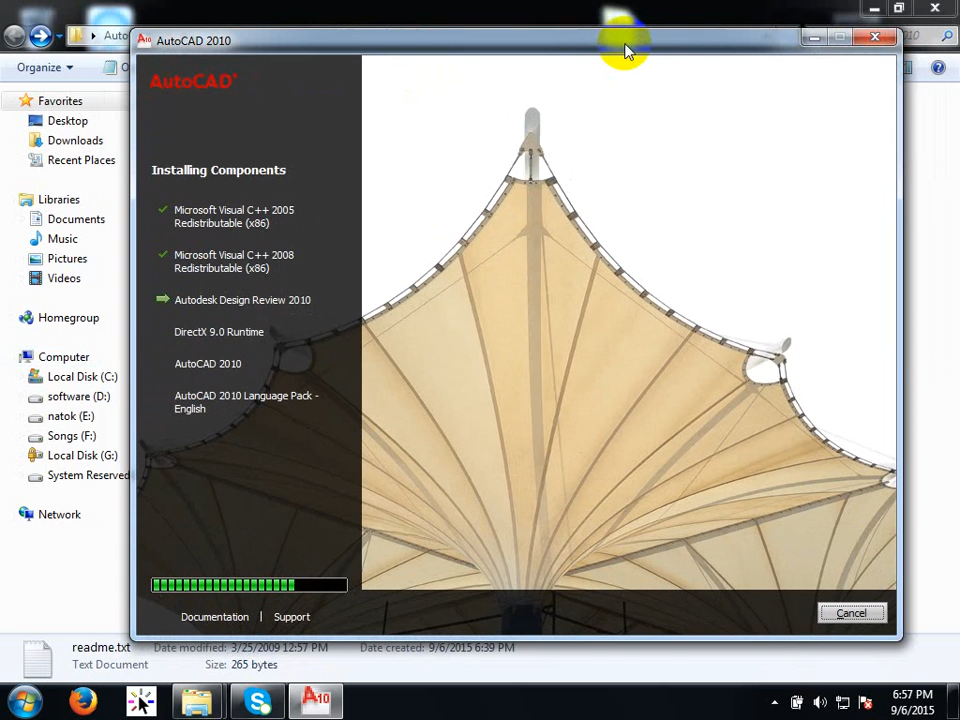 AutoCAD 2010
Organize
AutoCAD
Favorites
Desktop
Downloads
Recent Places
Libraries
Documents
Music
Pictures
Videos
Homegroup
Computer
Local Disk (C:)
software (D:)
natok (E:)
Songs (F:)
Local Disk (G:)
System Reserved
Network
Installing Components
Microsoft Visual C++ 2005
Redistributable (x86)
Microsoft Visual C++ 2008
Redistributable (x86)
Autodesk Design Review 2010
DirectX 9.0 Runtime
AutoCAD 2010
AutoCAD 2010 Language Pack -
English
Documentation | Support
Cancel
readme.txt Date modified: 3/25/2009 12:57 PM Date created: 9/6/2015 6:39 PM
Text Document Size: 265 bytes
6:57 PM
9/6/2015